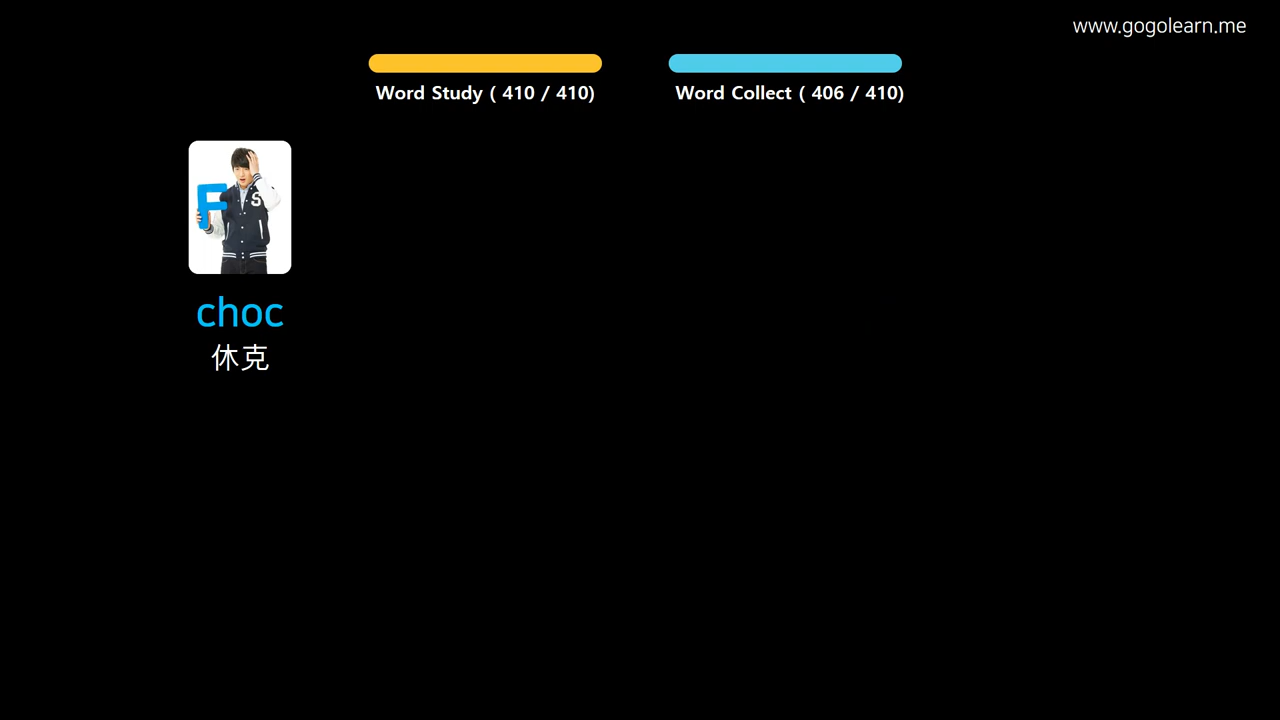 www.gogolearn.me
Word Study ( 410 / 410)
Word Collect ( 406 / 410)
F
S
choc
休克